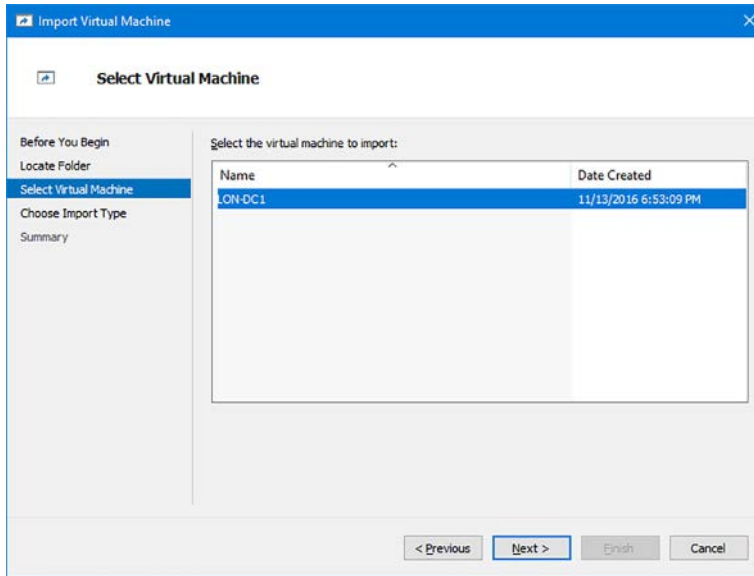 Import Virtual Machine
Select Virtual Machine
Before You Begin
Locate Folder
Select Virtual Machine
Choose Import Type
Summary
Select the virtual machine to import:
Name Date Created
LON-DC1 11/13/2016 6:53:09 PM
< Previous Next > Finish Cancel